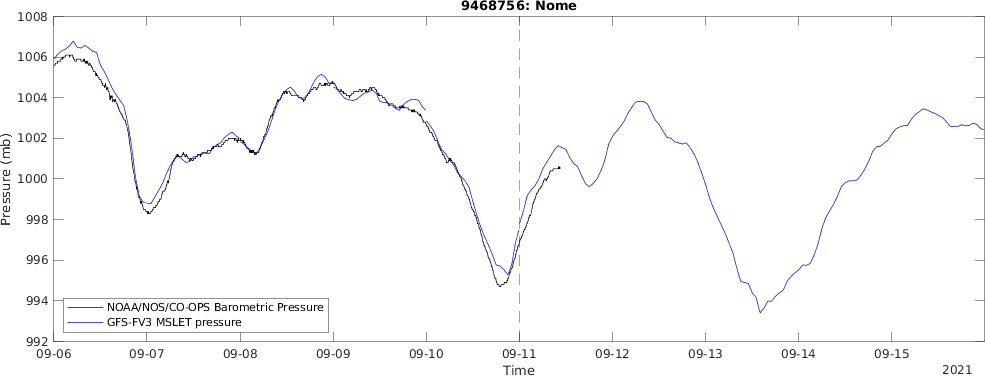 9468756: Nome
1008
1006
1004
1002
1000
998
996
994
992
Pressure (mb)
NOAA/NOS/CO-OPS Barometric Pressure
GFS-FV3 MSLET pressure
09-06 09-07 09-08 09-09 09-10 09-11 09-12 09-13 09-14 09-15
Time
2021